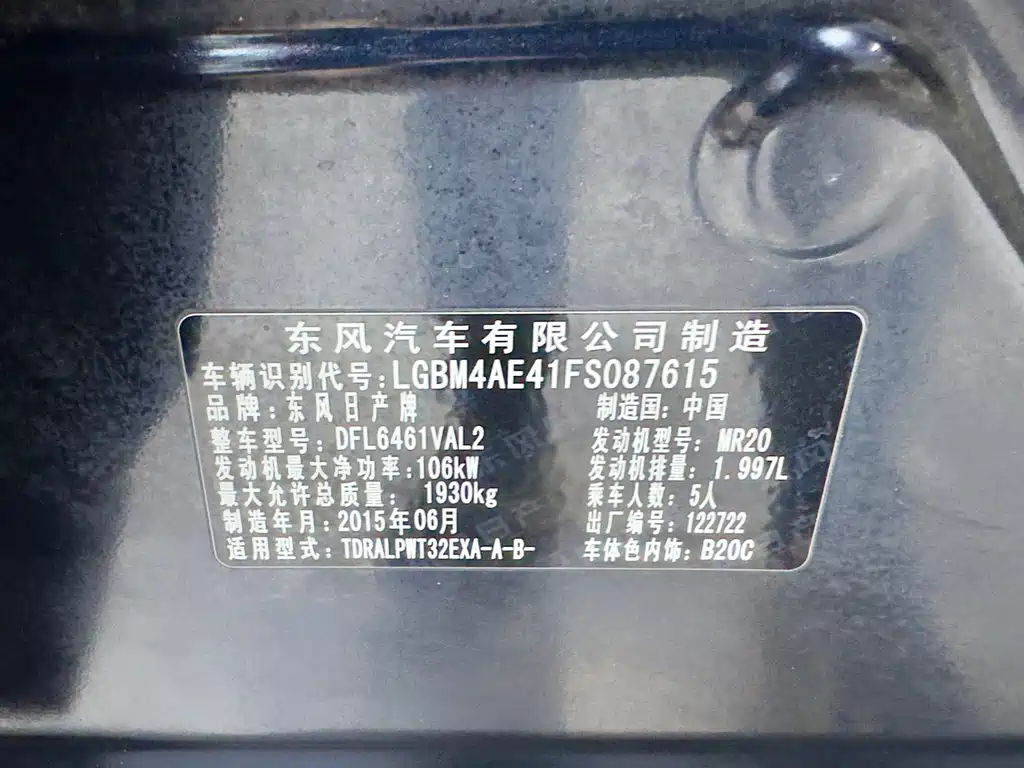 东风汽车有限公司制造
车辆识别代号:LGBM4AE41FS087615
品牌:东风日产牌 制造国:中国
整车型号:DFL6461VAL2 发动机型号:MR20
发动机最大净功率:106kW 发动机排量:1.997L
最大允许总质量: 1930kg 乘车人数:5人
制造年月:2015年06月 出厂编号:122722
适用型式:TDRALPWT32EXA-A-B- 车体色内饰:B20C